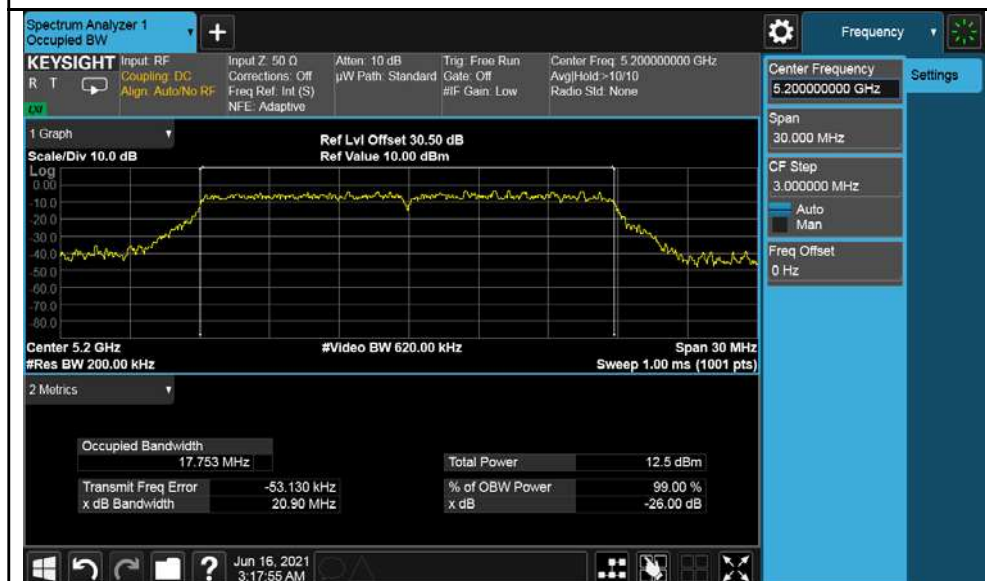 Spectrum Analyzer 1
Occupied BW
+
Frequency
KEYSIGHT
R T
LXI
Input: RF
Coupling: DC
Align: Auto/No RF
Input Z: 50 Ω
Corrections: Off
Freq Ref: Int (S)
NFE: Adaptive
Atten: 10 dB
µW Path: Standard
Trig: Free Run
Gate: Off
#IF Gain: Low
Center Freq: 5.200000000 GHz
Avg|Hold:>10/10
Radio Std: None
Center Frequency
5.200000000 GHz
Settings
Span
30.000 MHz
CF Step
3.000000 MHz
Auto
Man
Freq Offset
0 Hz
1 Graph
Scale/Div 10.0 dB
Ref Lvl Offset 30.50 dB
Ref Value 10.00 dBm
Log
0.00
-10.0
-20.0
-30.0
-40.0
-50.0
-60.0
-70.0
-80.0
Center 5.2 GHz
#Video BW 620.00 kHz
Span 30 MHz
#Res BW 200.00 kHz
Sweep 1.00 ms (1001 pts)
2 Metrics
Occupied Bandwidth
17.753 MHz
Total Power 12.5 dBm
Transmit Freq Error -53.130 kHz
% of OBW Power 99.00 %
x dB Bandwidth 20.90 MHz
x dB -26.00 dB
?
Jun 16, 2021
3:17:55 AM